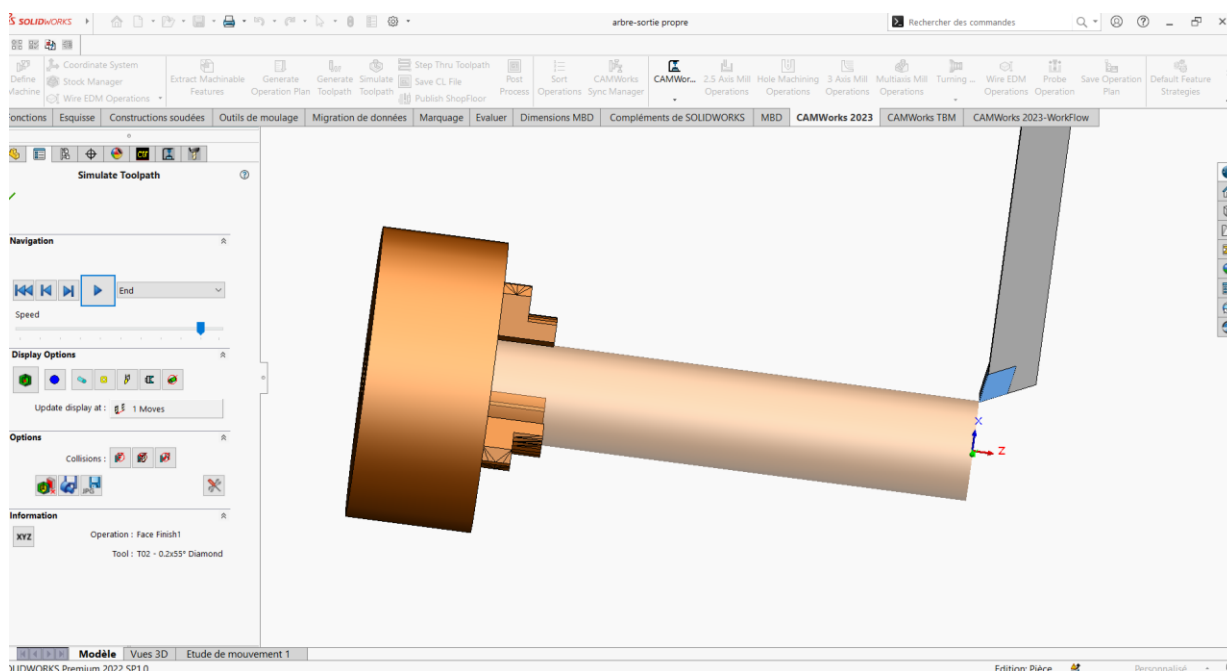 SOLIDWORKS
arbre-sortie propre
Rechercher des commandes
Define Machine
Coordinate System
Stock Manager
Wire EDM Operations
Extract Machinable Features
Generate Operation Plan
Generate Toolpath
Simulate Toolpath
Step Thru Toolpath
Save CL File
Publish ShopFloor
Post Process
Sort Operations
CAMWorks Sync Manager
CAMWor...
2.5 Axis Mill Operations
Hole Machining Operations
3 Axis Mill Operations
Multiaxis Mill Operations
Turning ...
Wire EDM Operations
Probe Operation
Save Operation Plan
Default Feature Strategies
onctions Esquisse Constructions soudées Outils de moulage Migration de données Marquage Evaluer Dimensions MBD Compléments de SOLIDWORKS MBD CAMWorks 2023 CAMWorks TBM CAMWorks 2023-WorkFlow
Simulate Toolpath
Navigation
End
Speed
Display Options
Update display at : 1 Moves
Options
Collisions :
JPG
Information
XYZ
Operation : Face Finish1
Tool : T02 - 0.2x55° Diamond
X
Z
Modèle Vues 3D Etude de mouvement 1
OLIDWORKS Premium 2022 SP1.0
Edition: Pièce
Personnalisé